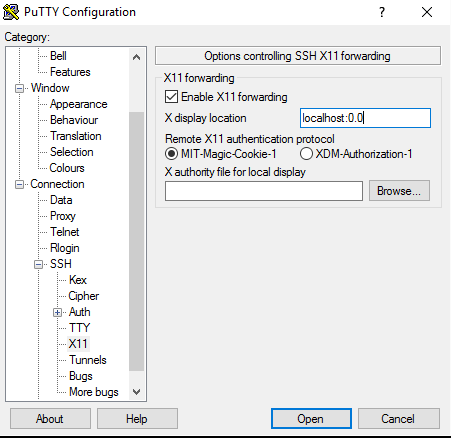 PuTTY Configuration
Category:
Bell
Features
Window
Appearance
Behaviour
Translation
Selection
Colours
Connection
Data
Proxy
Telnet
Rlogin
SSH
Kex
Cipher
Auth
TTY
X11
Tunnels
Bugs
More bugs
Options controlling SSH X11 forwarding
X11 forwarding
Enable X11 forwarding
X display location localhost:0.0
Remote X11 authentication protocol
MIT-Magic-Cookie-1 XDM-Authorization-1
X authority file for local display
Browse...
About Help Open Cancel